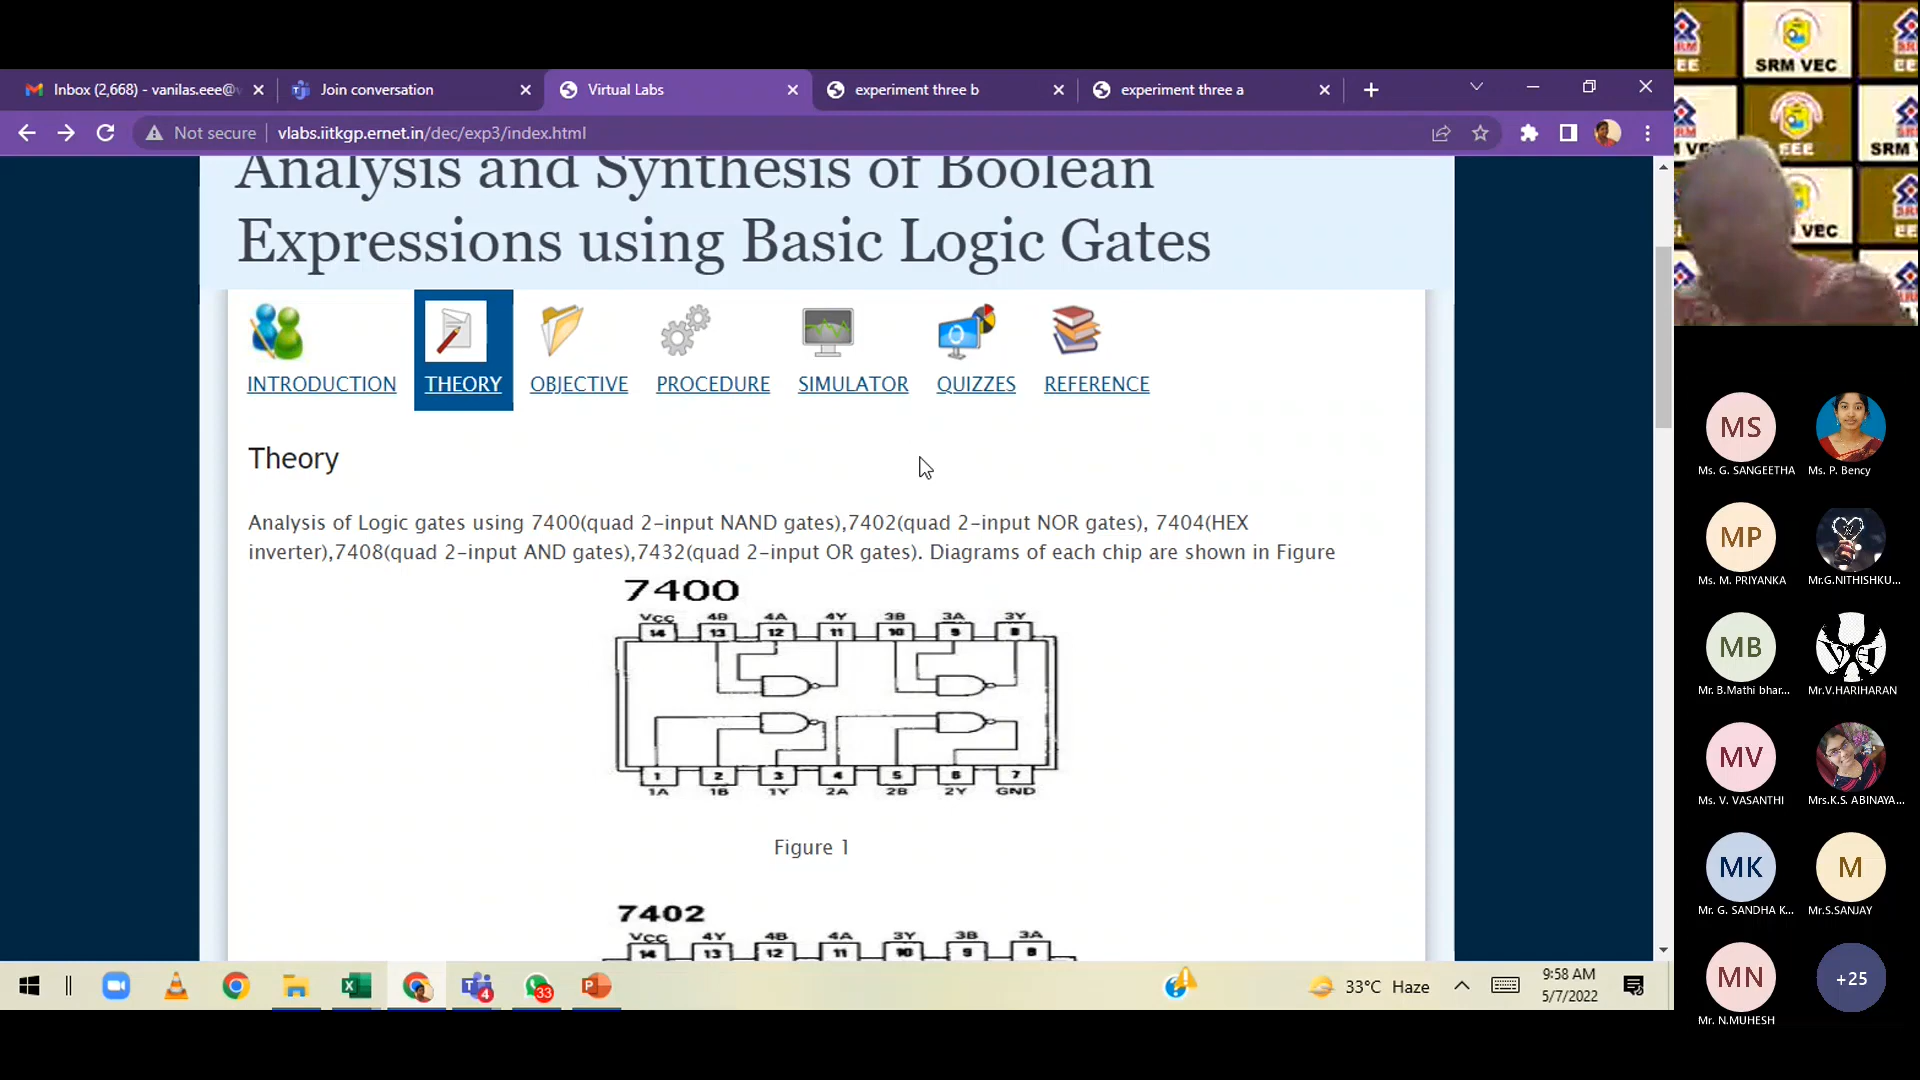 Inbox (2,668) - vanilas.eee@v
Join conversation
Virtual Labs
experiment three b
experiment three a
Not secure
vlabs.iitkgp.ernet.in/dec/exp3/index.html
Analysis and Synthesis of Boolean
Expressions using Basic Logic Gates
INTRODUCTION
THEORY
OBJECTIVE
PROCEDURE
SIMULATOR
QUIZZES
REFERENCE
Theory
Analysis of Logic gates using 7400(quad 2-input NAND gates),7402(quad 2-input NOR gates), 7404(HEX
inverter),7408(quad 2-input AND gates),7432(quad 2-input OR gates). Diagrams of each chip are shown in Figure
7400
Vcc 4B 4A 4Y 3B 3A 3Y
14 13 12 11 10 9 8
1 2 3 4 5 6 7
1A 1B 1Y 2A 2B 2Y GND
Figure 1
7402
Vcc 4Y 4B 4A 3Y 3B 3A
14 13 12 11 10 9 8
4
33
33°C Haze
9:58 AM
5/7/2022
SRM VEC
EEE
SRM
VEC
MS
Ms. G. SANGEETHA
Ms. P. Bency
MP
Ms. M. PRIYANKA
Mr.G.NITHISHKU...
MB
Mr. B.Mathi bhar...
Mr.V.HARIHARAN
MV
Ms. V. VASANTHI
Mrs.K.S. ABINAYA...
MK
Mr. G. SANDHA K...
M
Mr.S.SANJAY
MN
Mr. N.MUHESH
+25